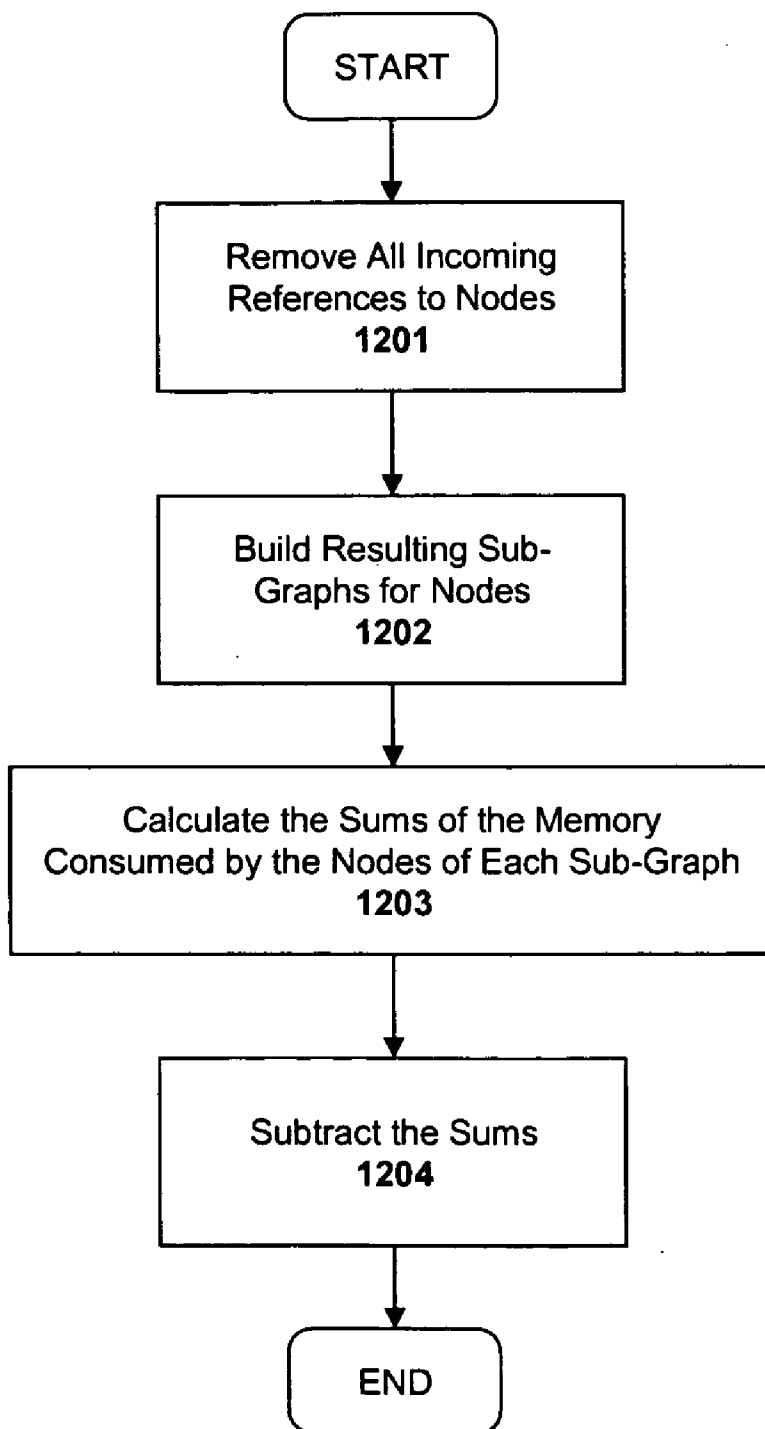 START
Remove All Incoming
References to Nodes
1201
Build Resulting Sub-
Graphs for Nodes
1202
Calculate the Sums of the Memory
Consumed by the Nodes of Each Sub-Graph
1203
Subtract the Sums
1204
END